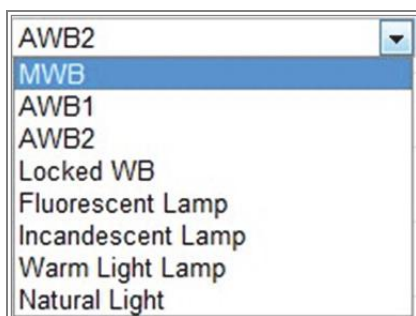 AWB2
MWB
AWB1
AWB2
Locked WB
Fluorescent Lamp
Incandescent Lamp
Warm Light Lamp
Natural Light